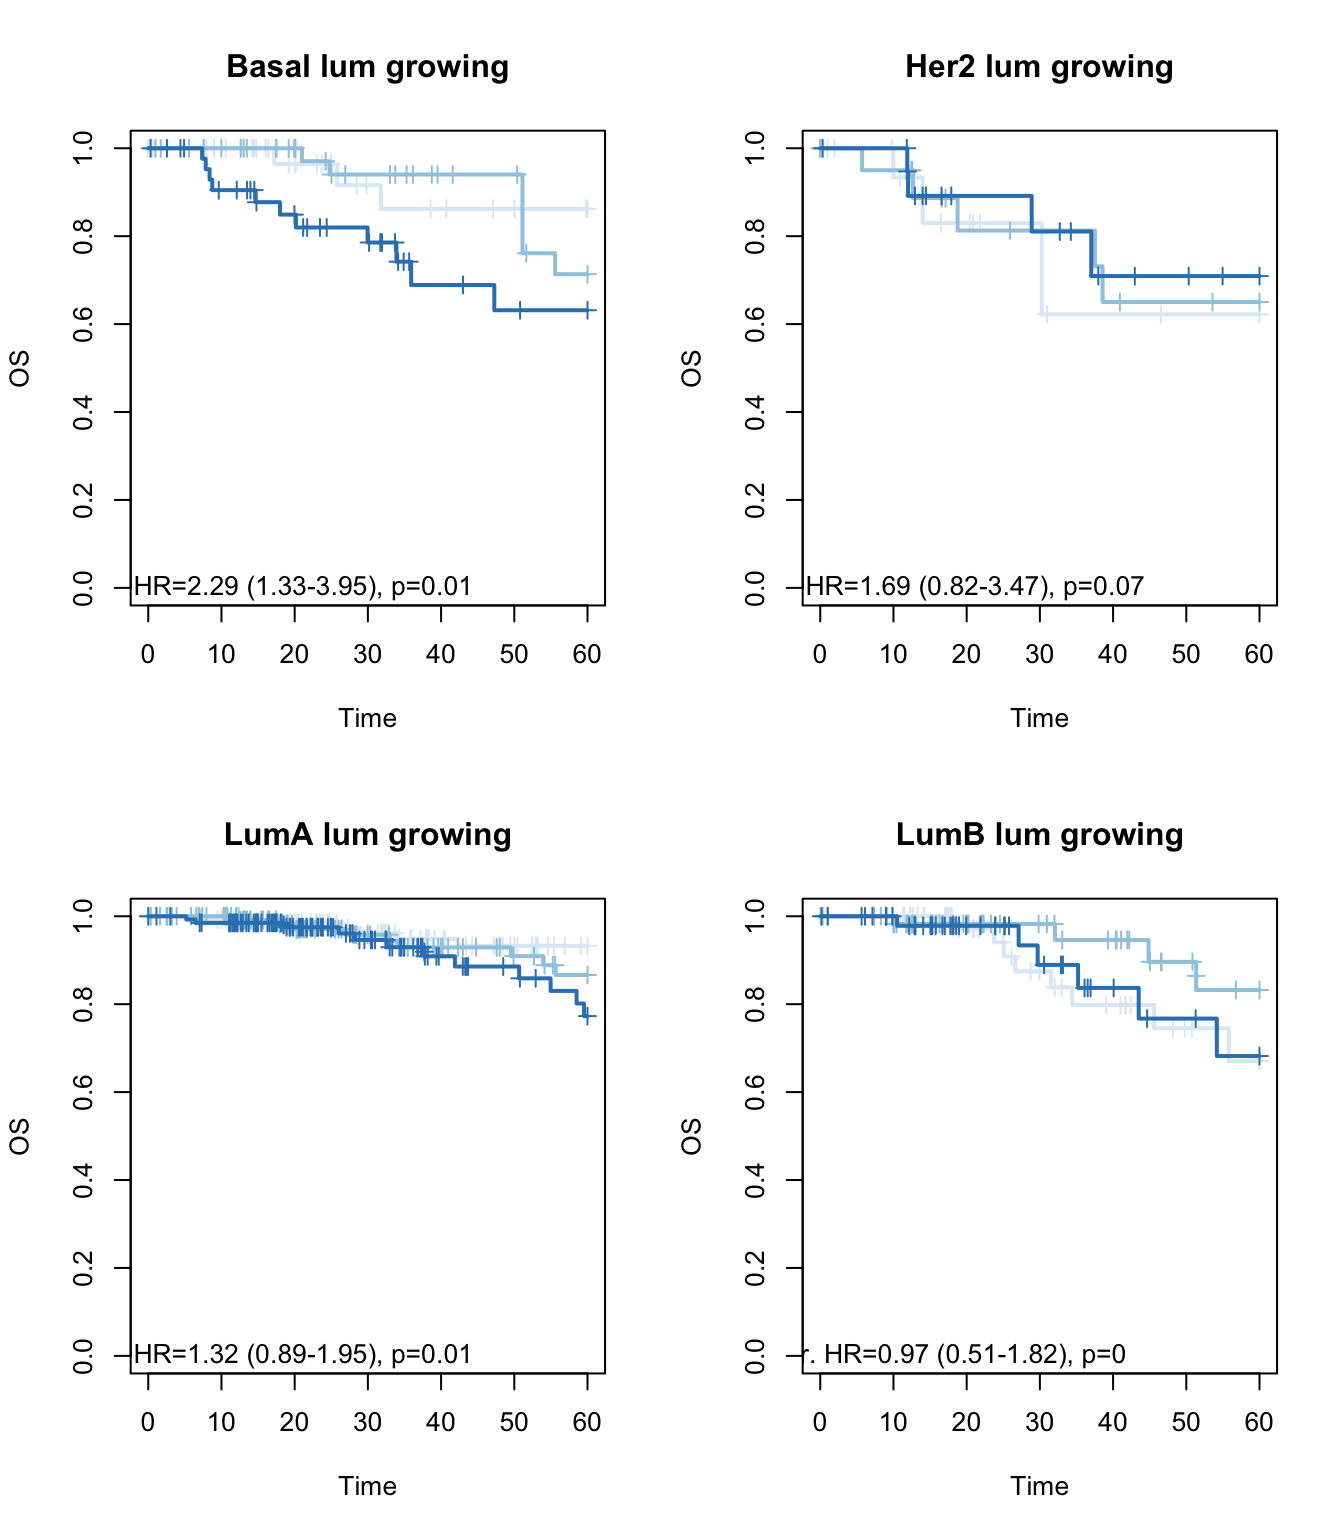 Basal lum growing
OS
1.0
0.8
0.6
0.4
0.2
0.0
HR=2.29 (1.33-3.95), p=0.01
0 10 20 30 40 50 60
Time
Her2 lum growing
OS
1.0
0.8
0.6
0.4
0.2
0.0
HR=1.69 (0.82-3.47), p=0.07
0 10 20 30 40 50 60
Time
LumA lum growing
OS
1.0
0.8
0.6
0.4
0.2
0.0
HR=1.32 (0.89-1.95), p=0.01
0 10 20 30 40 50 60
Time
LumB lum growing
OS
1.0
0.8
0.6
0.4
0.2
0.0
r. HR=0.97 (0.51-1.82), p=0
0 10 20 30 40 50 60
Time